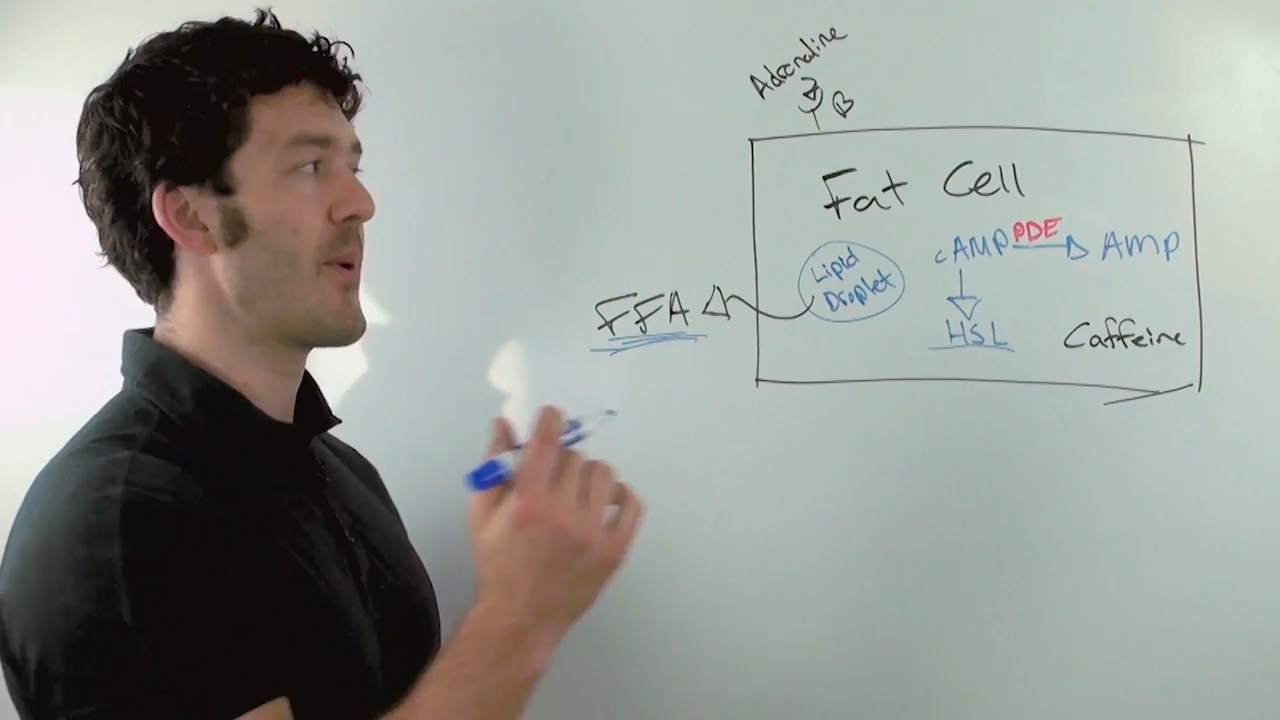 Adrenaline
β
Fat Cell
cAMP PDE AMP
Lipid
Droplet
FFA
HSL
Caffeine